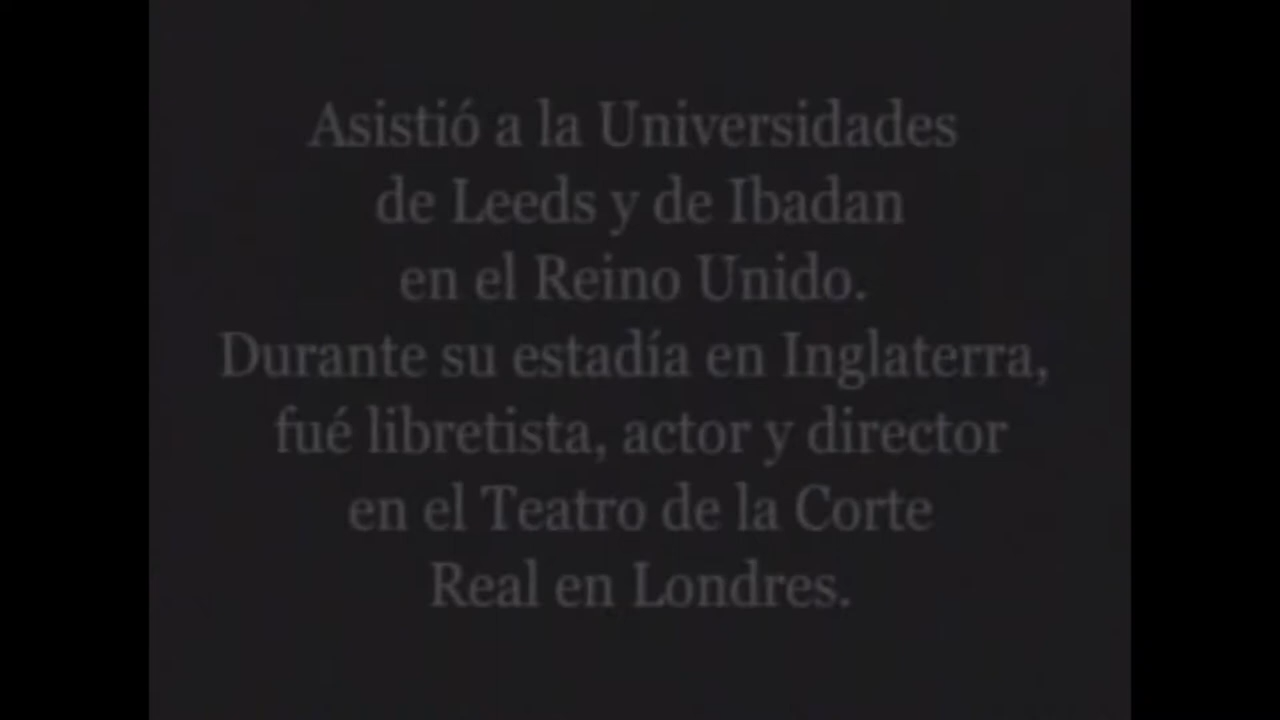 Asistió a la Universidades
de Leeds y de Ibadan
en el Reino Unido.
Durante su estadía en Inglaterra,
fué libretista, actor y director
en el Teatro de la Corte
Real en Londres.